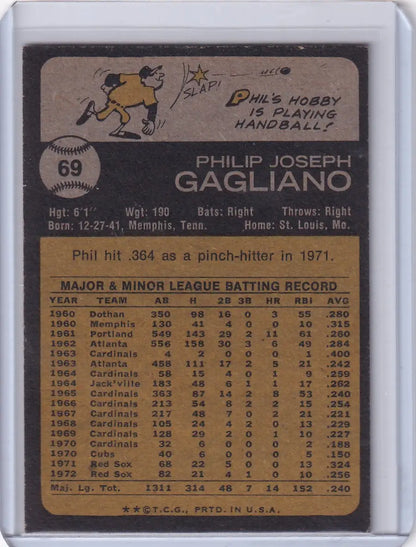 SLAP!
PHIL'S HOBBY
IS PLAYING
HANDBALL!
69
PHILIP JOSEPH
GAGLIANO
Hgt: 6'1" Wgt: 190 Bats: Right Throws: Right
Born: 12-27-41, Memphis, Tenn. Home: St. Louis, Mo.
Phil hit .364 as a pinch-hitter in 1971.
MAJOR & MINOR LEAGUE BATTING RECORD
YEAR TEAM AB H 2B 3B HR RBI AVG
1960 Dothan 350 98 16 0 3 55 .280
1960 Memphis 130 41 4 0 0 10 .315
1961 Portland 549 143 29 2 11 61 .260
1962 Atlanta 556 158 30 3 6 49 .284
1963 Cardinals 4 2 0 0 0 1 .400
1963 Atlanta 458 111 17 2 5 21 .242
1964 Cardinals 58 15 4 0 1 9 .259
1964 Jack'ville 183 48 6 1 1 17 .262
1965 Cardinals 363 87 14 2 8 53 .240
1966 Cardinals 213 54 8 2 2 15 .254
1967 Cardinals 217 48 7 0 2 21 .221
1968 Cardinals 105 24 4 2 0 13 .229
1969 Cardinals 128 29 2 0 1 10 .227
1970 Cardinals 32 6 0 0 0 2 .188
1970 Cubs 40 6 0 0 0 5 .150
1971 Red Sox 68 22 5 0 0 13 .324
1972 Red Sox 82 21 4 1 0 10 .256
Maj. Lg. Tot. 1311 314 48 7 14 152 .240
**©T.C.G., PRTD. IN U.S.A.